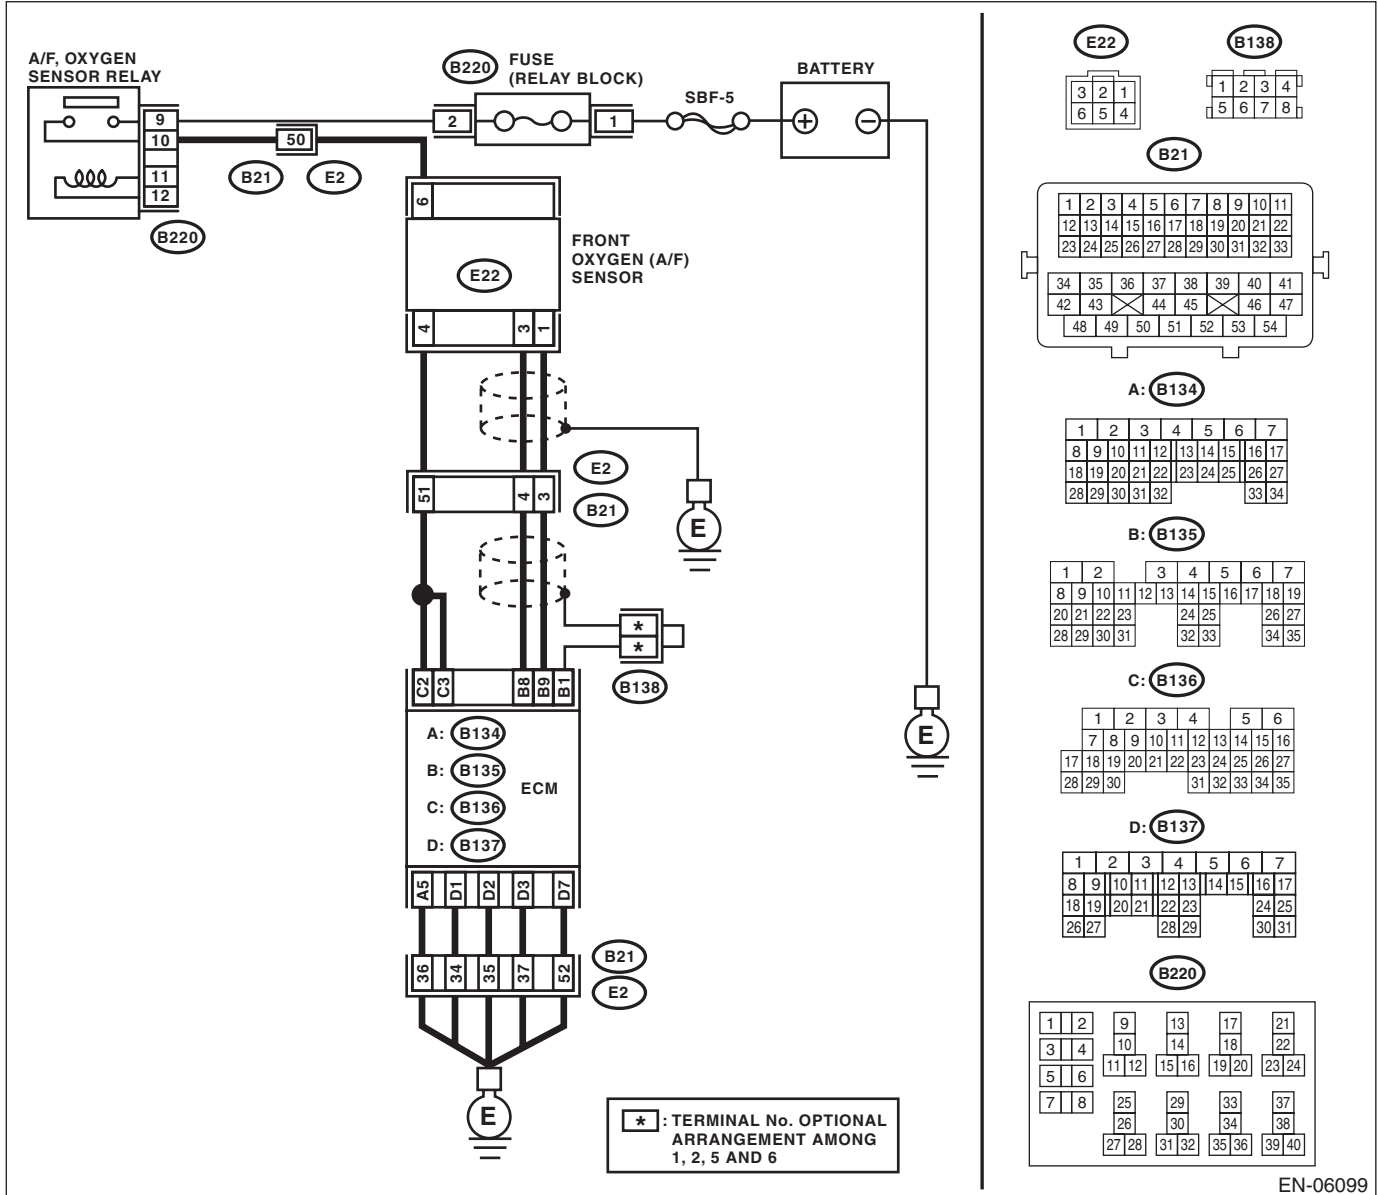 A/F, OXYGEN
SENSOR RELAY
9
10
11
12
B220
50
B21
E2
B220
FUSE
(RELAY BLOCK)
2
1
SBF-5
BATTERY
+
−
6
E22
FRONT
OXYGEN (A/F)
SENSOR
4 3 1
E2
51 4 3
B21
E
*
*
B138
C2 C3 B8 B9 B1
E
A: B134
B: B135
C: B136
D: B137
ECM
A5 D1 D2 D3 D7
B21
36 34 35 37 52
E2
E
* : TERMINAL No. OPTIONAL
ARRANGEMENT AMONG
1, 2, 5 AND 6
E22
3 2 1
6 5 4
B138
1 2 3 4
5 6 7 8
B21
1 2 3 4 5 6 7 8 9 10 11
12 13 14 15 16 17 18 19 20 21 22
23 24 25 26 27 28 29 30 31 32 33
34 35 36 37 38 39 40 41
42 43 44 45 46 47
48 49 50 51 52 53 54
A: B134
1 2 3 4 5 6 7
8 9 10 11 12 13 14 15 16 17
18 19 20 21 22 23 24 25 26 27
28 29 30 31 32 33 34
B: B135
1 2 3 4 5 6 7
8 9 10 11 12 13 14 15 16 17 18 19
20 21 22 23 24 25 26 27
28 29 30 31 32 33 34 35
C: B136
1 2 3 4 5 6
7 8 9 10 11 12 13 14 15 16
17 18 19 20 21 22 23 24 25 26 27
28 29 30 31 32 33 34 35
D: B137
1 2 3 4 5 6 7
8 9 10 11 12 13 14 15 16 17
18 19 20 21 22 23 24 25
26 27 28 29 30 31
B220
1 2 9 13 17 21
3 4 10 14 18 22
5 6 11 12 15 16 19 20 23 24
7 8 25 29 33 37
26 30 34 38
27 28 31 32 35 36 39 40
EN-06099